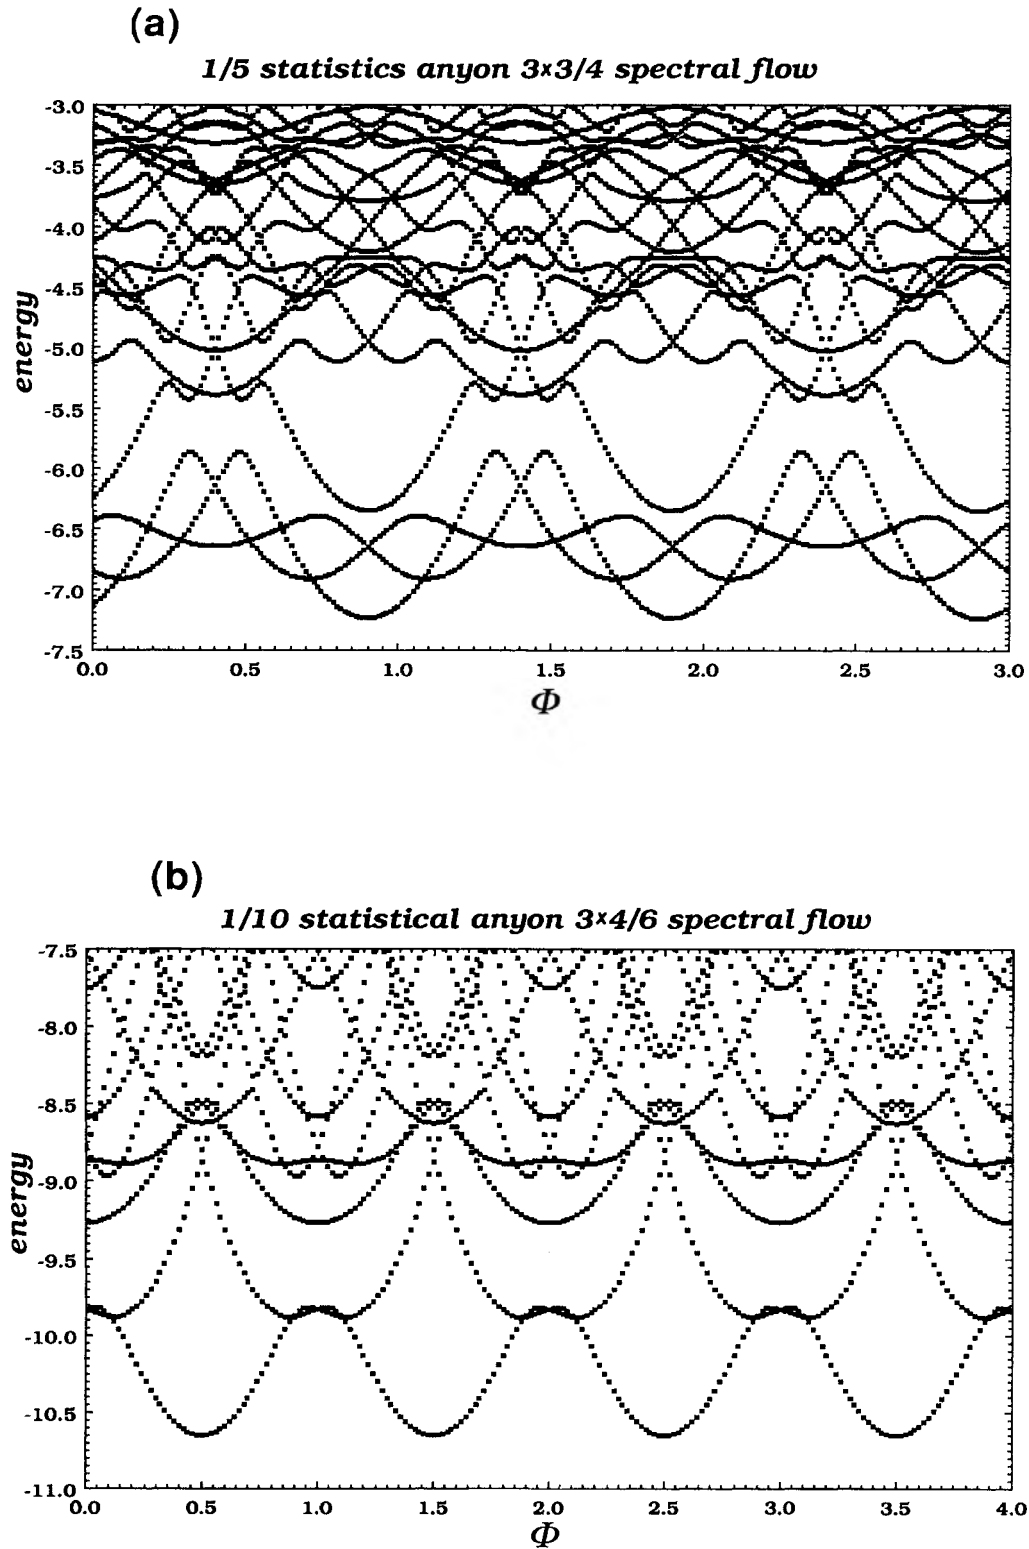 (a)
1/5 statistics anyon 3×3/4 spectral flow
-3.0
-3.5
-4.0
-4.5
-5.0
-5.5
-6.0
-6.5
-7.0
-7.5
energy
0.0 0.5 1.0 1.5 2.0 2.5 3.0
Φ
(b)
1/10 statistical anyon 3×4/6 spectral flow
-7.5
-8.0
-8.5
-9.0
-9.5
-10.0
-10.5
-11.0
energy
0.0 0.5 1.0 1.5 2.0 2.5 3.0 3.5 4.0
Φ